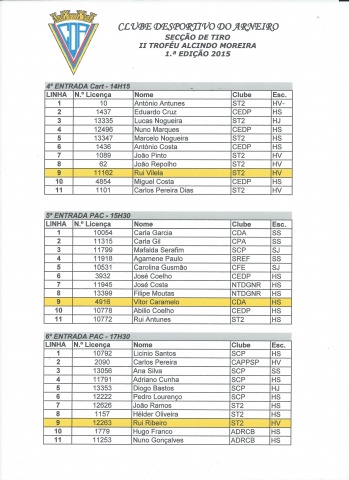 CLUBE DESPORTIVO DO ARNEIRO
SECÇÃO DE TIRO
II TROFÉU ALCINDO MOREIRA
1.ª EDIÇÃO 2015
4ª ENTRADA Cart - 14H15
LINHA N.º Licença Nome Clube Esc.
1 10 António Antunes ST2 HV-
2 1437 Eduardo Cruz CEDP HS
3 13335 Lucas Nogueira ST2 HJ
4 12496 Nuno Marques CEDP HS
5 13347 Marcelo Nogueira ST2 HS
6 1436 António Costa CEDP HS
7 1089 João Pinto ST2 HV
8 62 João Repolho ST2 HV
9 11162 Rui Vilela ST2 HV
10 4854 Miguel Costa CEDP HS
11 1101 Carlos Pereira Dias ST2 HV
5ª ENTRADA PAC - 15H30
LINHA N.º Licença Nome Clube Esc.
1 10054 Carla Garcia CDA SS
2 11315 Carla Gil CPA SS
3 11799 Mafalda Serafim SCP SJ
4 11918 Agamene Paulo SREF SS
5 10531 Carolina Gusmão CFE SJ
6 3932 José Coelho CEDP HS
7 11945 José Costa NTDGNR HS
8 13399 Filipe Moutas NTDGNR HS
9 4916 Vitor Caramelo CDA HS
10 10778 Abilio Coelho CEDP HS
11 10772 Rui Antunes ST2 HS
6ª ENTRADA PAC - 17H30
LINHA N.º Licença Nome Clube Esc.
1 10792 Licinio Santos SCP HS
2 2090 Carlos Pereira CAPPSP HV
3 13056 Ana Silva SCP SS
4 11791 Adriano Cunha SCP HS
5 13353 Diogo Bastos SCP HJ
6 12222 Pedro Lourenço SCP HS
7 12626 João Ramos ST2 HS
8 1157 Hélder Oliveira ST2 HS
9 12263 Rui Ribeiro ST2 HV
10 1779 Hugo Franco ADRCB HS
11 11253 Nuno Gonçalves ADRCB HS